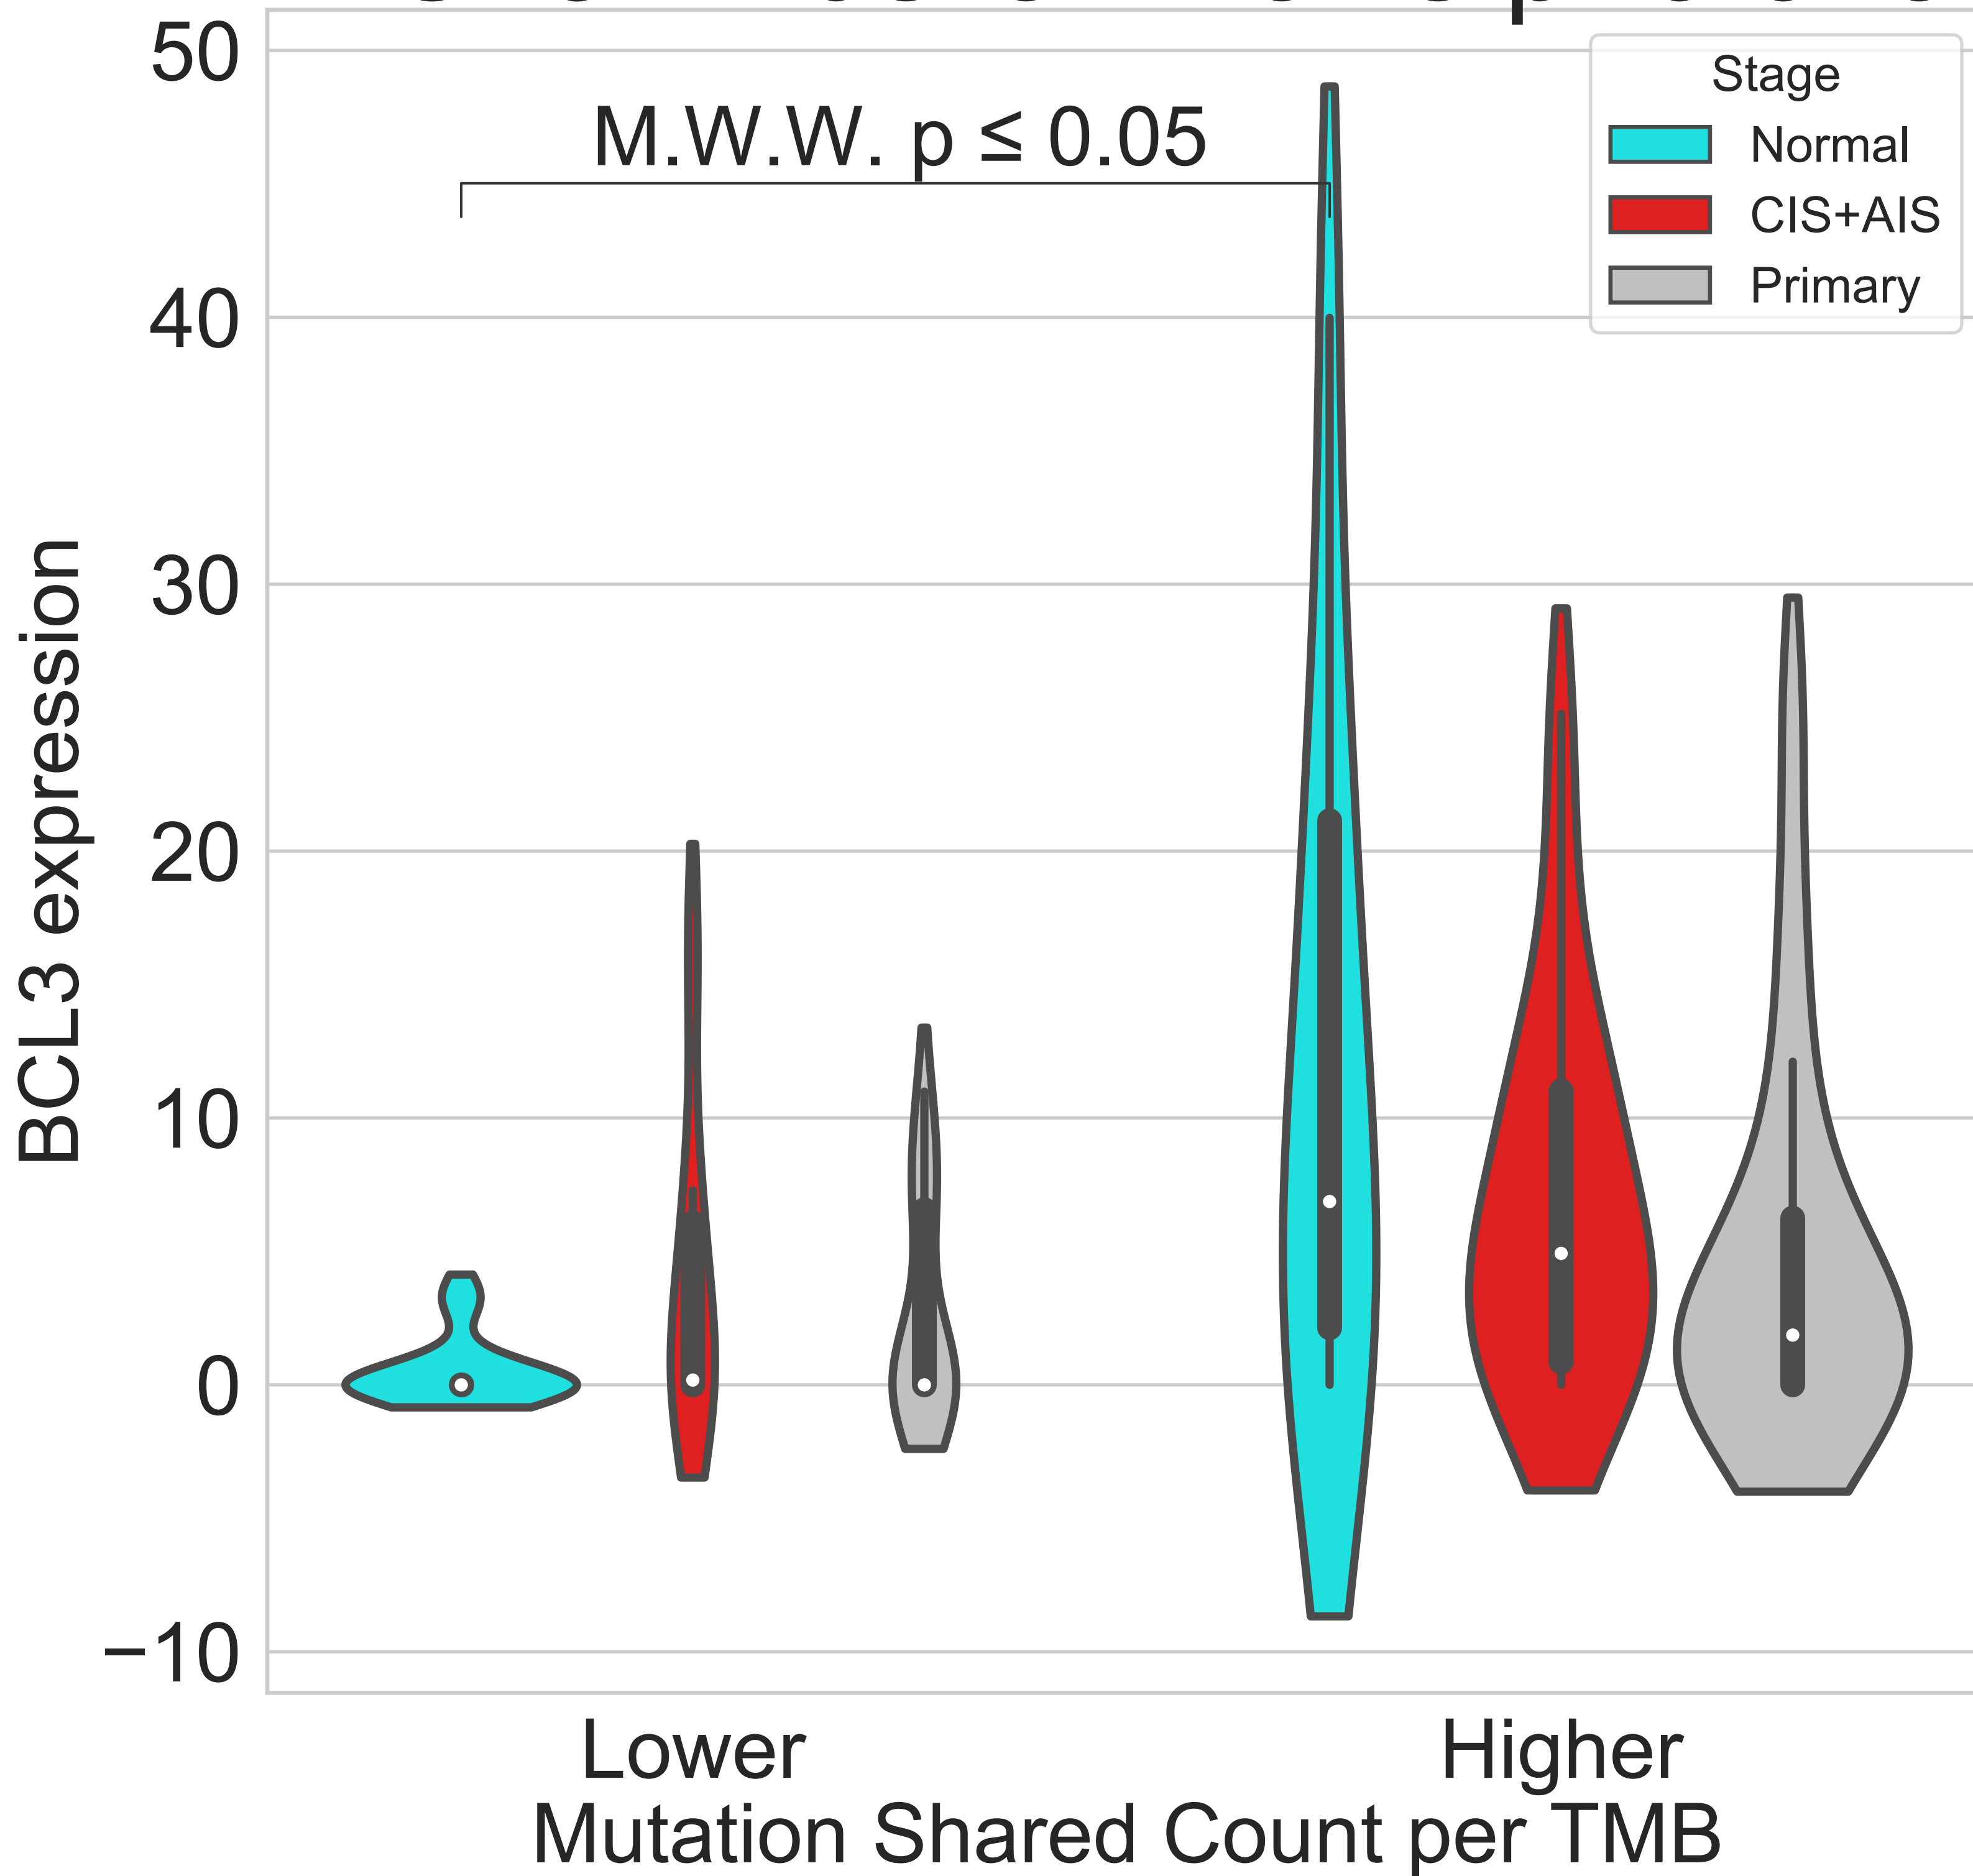 50
M.W.W. p ≤ 0.05
Stage
Normal
CIS+AIS
Primary
40
30
20
10
0
−10
BCL3 expression
Lower
Higher
Mutation Shared Count per TMB